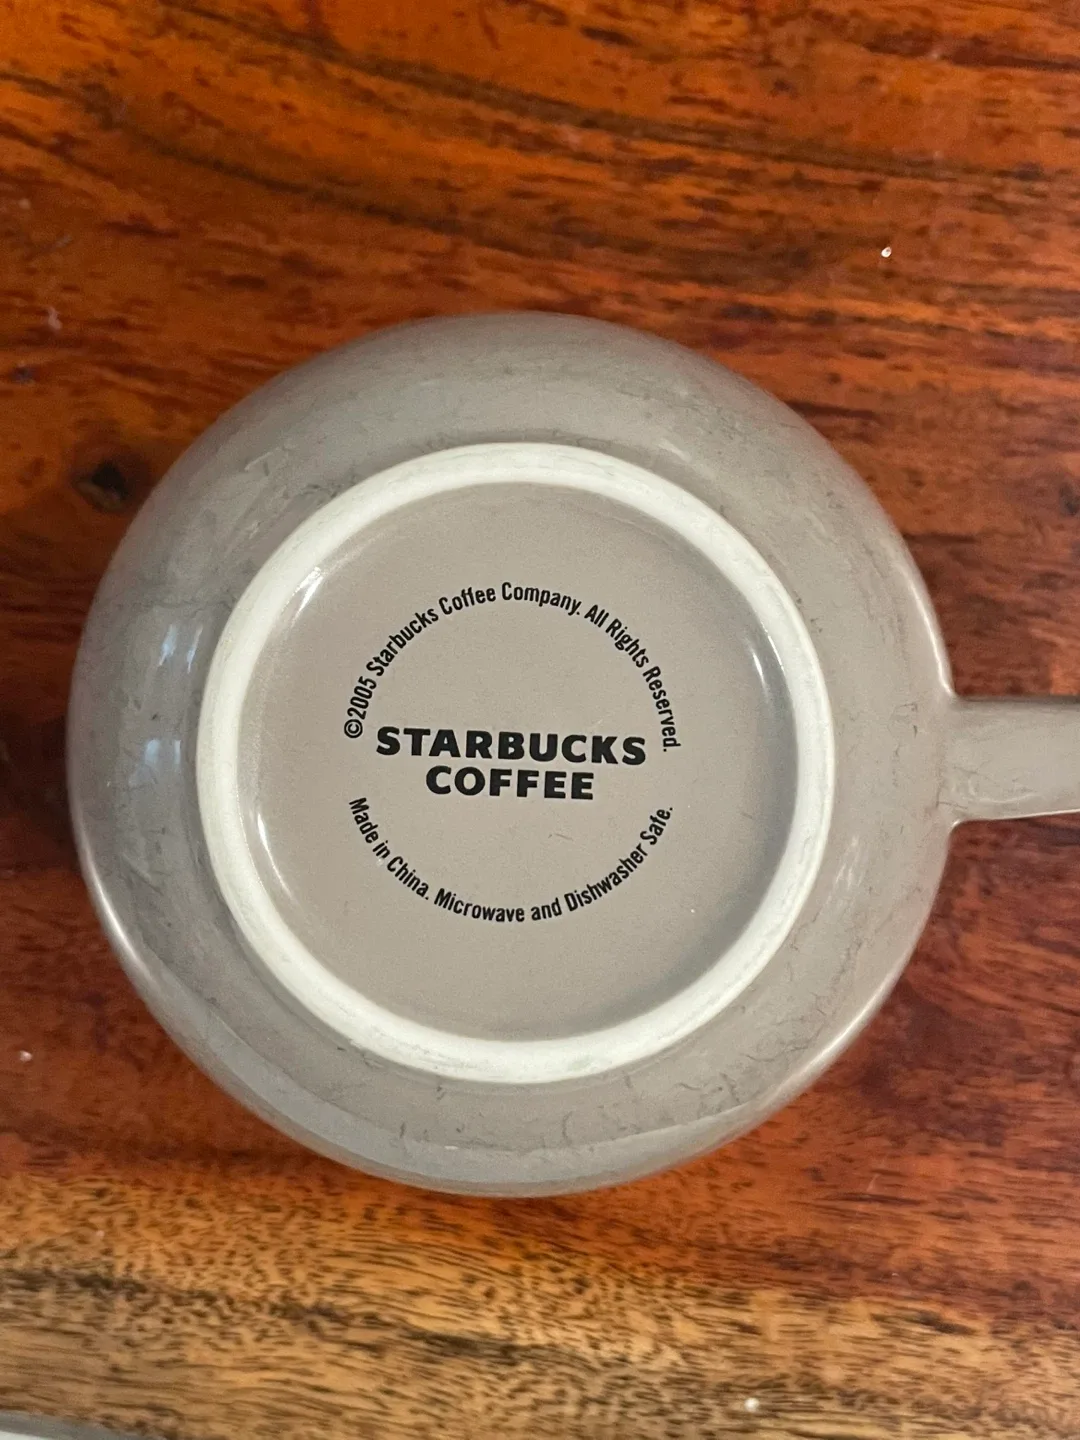 ©2005 Starbucks Coffee Company. All Rights Reserved.
STARBUCKS
COFFEE
Made in China. Microwave and Dishwasher Safe.